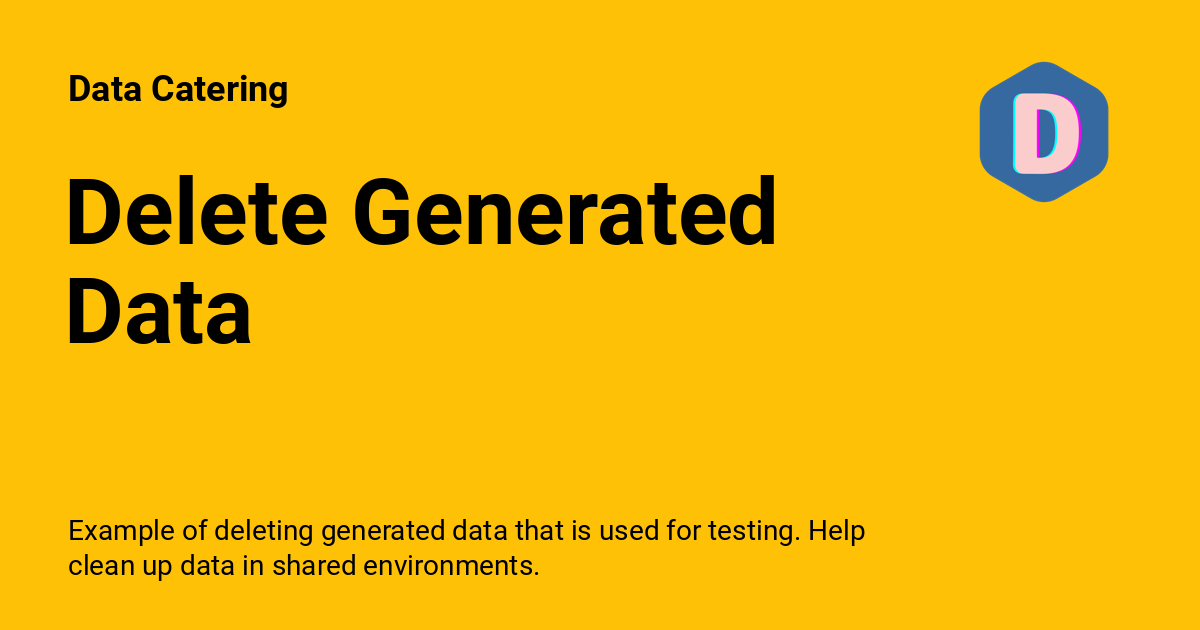 Data Catering
D
Delete Generated
Data
Example of deleting generated data that is used for testing. Help
clean up data in shared environments.